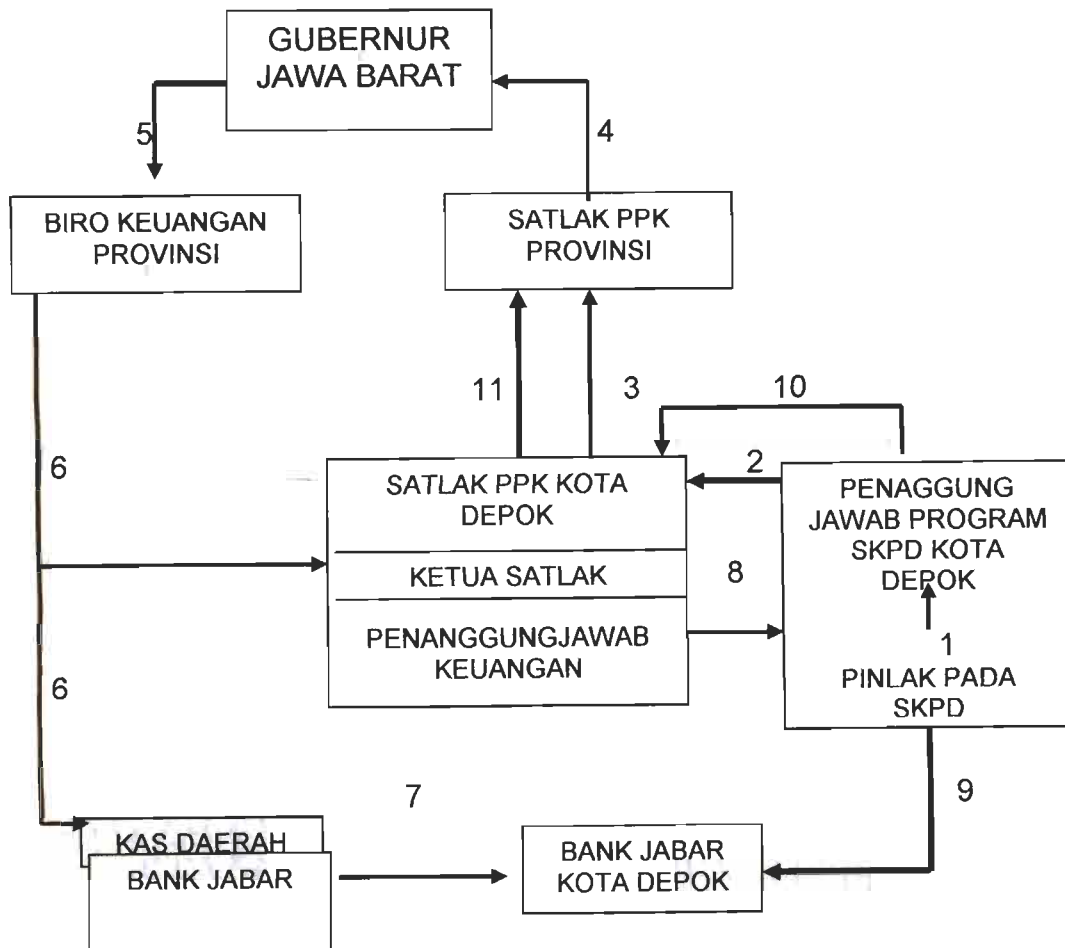 GUBERNUR
JAWA BARAT
5
4
BIRO KEUANGAN
PROVINSI
SATLAK PPK
PROVINSI
11
3
10
6
2
SATLAK PPK KOTA
DEPOK
KETUA SATLAK
PENANGGUNGJAWAB
KEUANGAN
8
PENAGGUNG
JAWAB PROGRAM
SKPD KOTA
DEPOK
1
PINLAK PADA
SKPD
6
7
9
KAS DAERAH
BANK JABAR
BANK JABAR
KOTA DEPOK